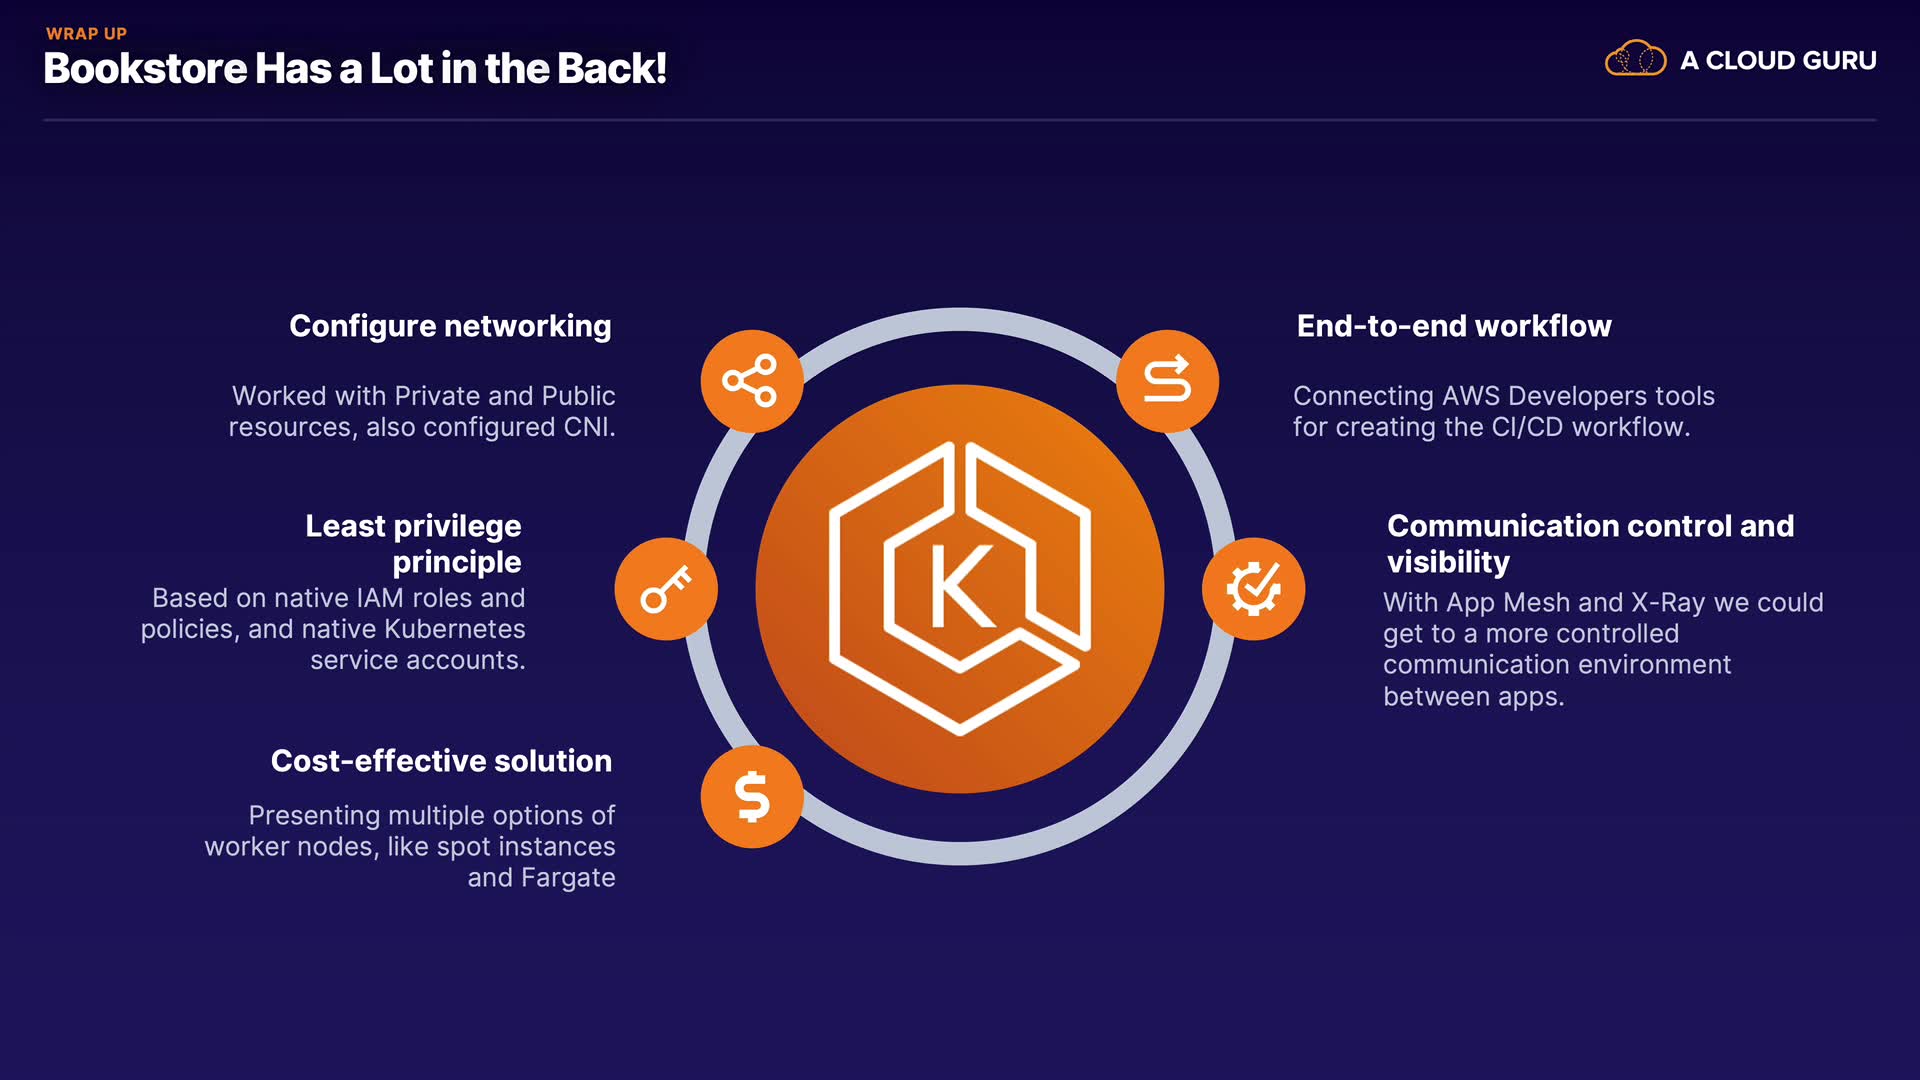 WRAP UP
Bookstore Has a Lot in the Back!
A CLOUD GURU
Configure networking
Worked with Private and Public
resources, also configured CNI.
Least privilege
principle
Based on native IAM roles and
policies, and native Kubernetes
service accounts.
Cost-effective solution
Presenting multiple options of
worker nodes, like spot instances
and Fargate
K
End-to-end workflow
Connecting AWS Developers tools
for creating the CI/CD workflow.
Communication control and
visibility
With App Mesh and X-Ray we could
get to a more controlled
communication environment
between apps.